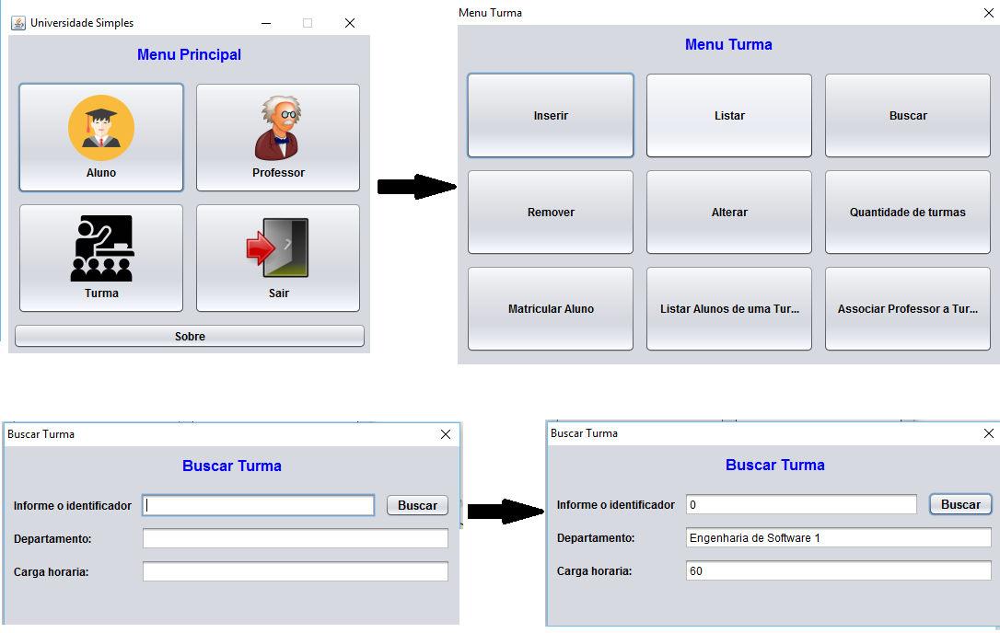 Universidade Simples
Menu Principal
Aluno
Professor
Turma
Sair
Sobre
Menu Turma
Menu Turma
Inserir
Listar
Buscar
Remover
Alterar
Quantidade de turmas
Matricular Aluno
Listar Alunos de uma Tur...
Associar Professor a Tur...
Buscar Turma
Buscar Turma
Informe o identificador
Buscar
Departamento:
Carga horaria:
Buscar Turma
Buscar Turma
Informe o identificador 0
Buscar
Departamento: Engenharia de Software 1
Carga horaria: 60